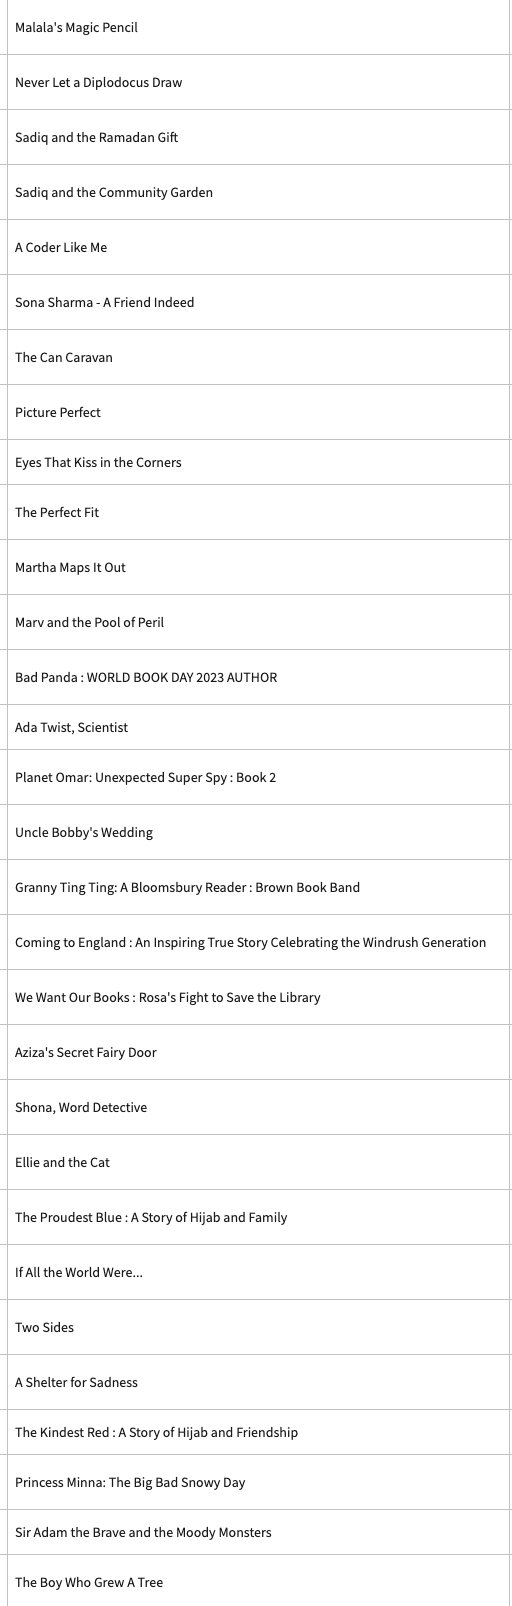 Malala's Magic Pencil
Never Let a Diplodocus Draw
Sadiq and the Ramadan Gift
Sadiq and the Community Garden
A Coder Like Me
Sona Sharma - A Friend Indeed
The Can Caravan
Picture Perfect
Eyes That Kiss in the Corners
The Perfect Fit
Martha Maps It Out
Marv and the Pool of Peril
Bad Panda : WORLD BOOK DAY 2023 AUTHOR
Ada Twist, Scientist
Planet Omar: Unexpected Super Spy : Book 2
Uncle Bobby's Wedding
Granny Ting Ting: A Bloomsbury Reader : Brown Book Band
Coming to England : An Inspiring True Story Celebrating the Windrush Generation
We Want Our Books : Rosa's Fight to Save the Library
Aziza's Secret Fairy Door
Shona, Word Detective
Ellie and the Cat
The Proudest Blue : A Story of Hijab and Family
If All the World Were...
Two Sides
A Shelter for Sadness
The Kindest Red : A Story of Hijab and Friendship
Princess Minna: The Big Bad Snowy Day
Sir Adam the Brave and the Moody Monsters
The Boy Who Grew A Tree